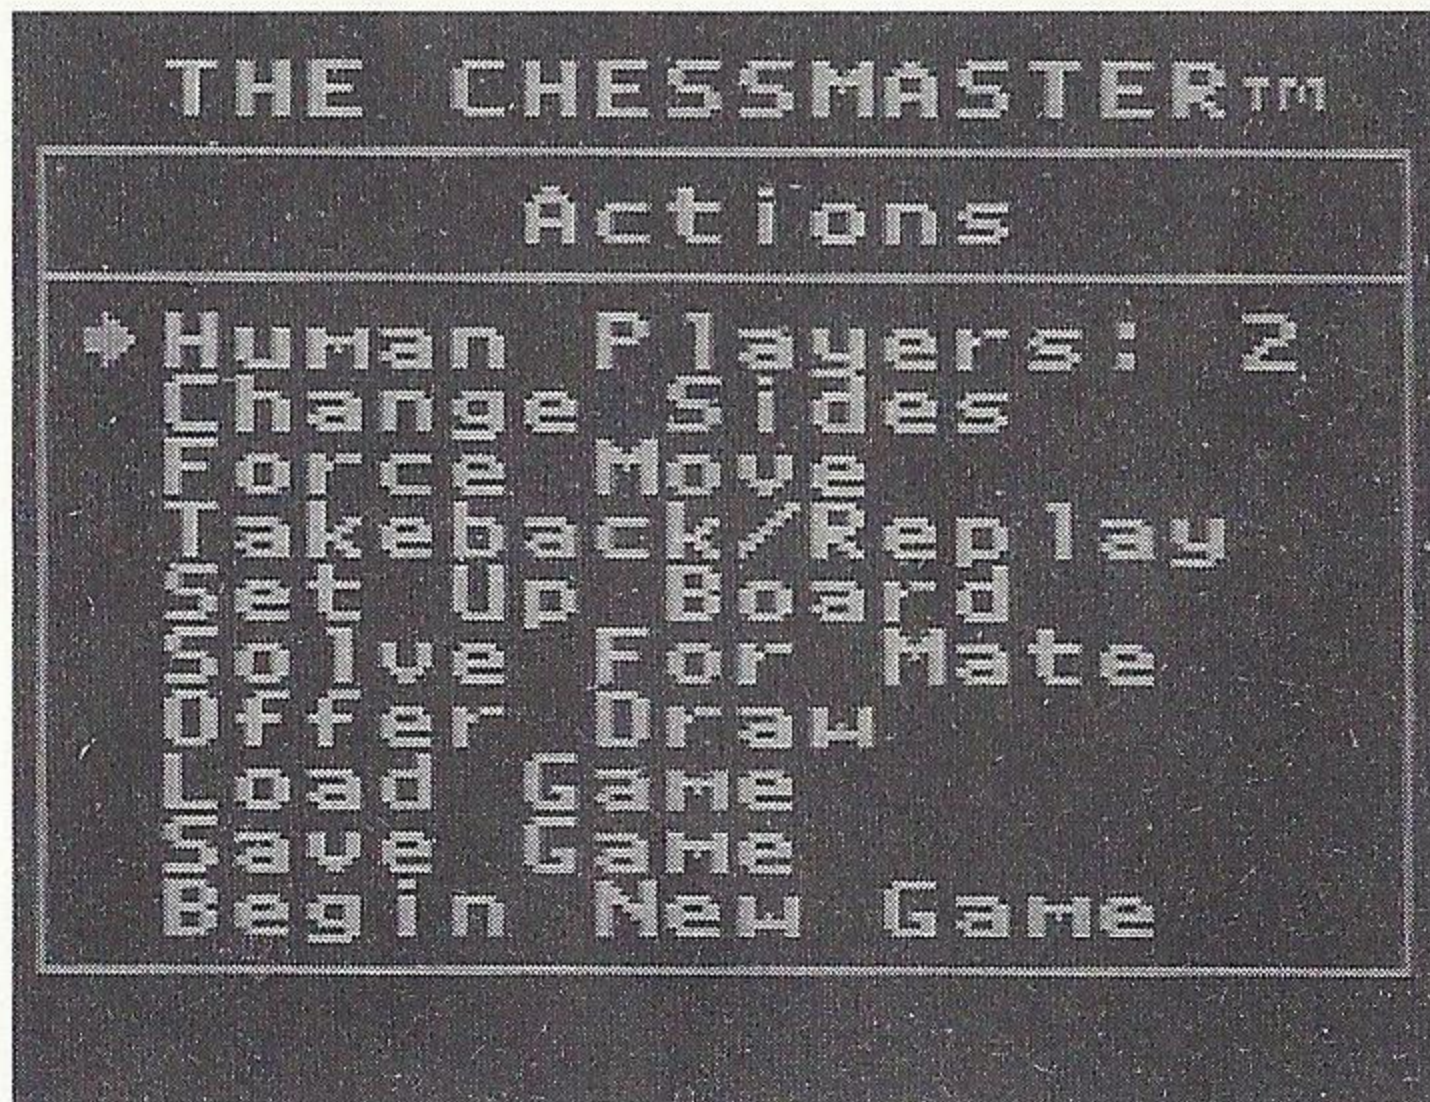 THE CHESSMASTER™
Actions
Human Players: 2
Change Sides
Force Move
Takeback/Replay
Set Up Board
Solve For Mate
Offer Draw
Load Game
Save Game
Begin New Game